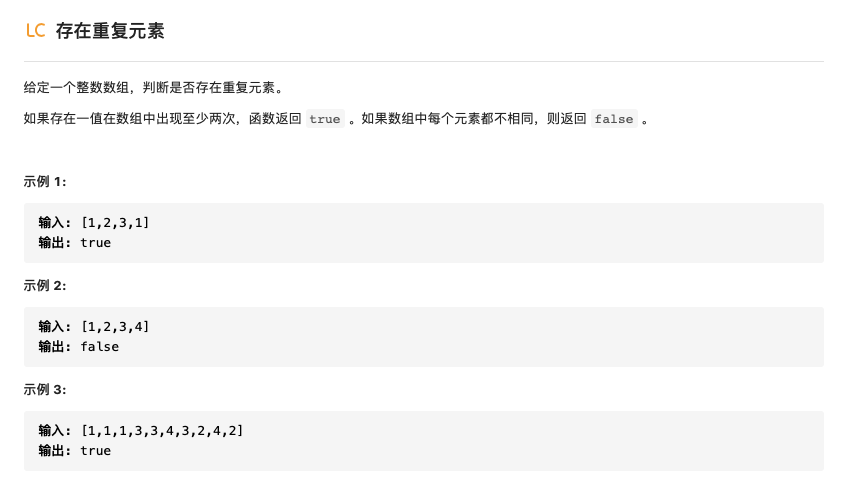 LC 存在重复元素
给定一个整数数组，判断是否存在重复元素。
如果存在一值在数组中出现至少两次，函数返回 true 。如果数组中每个元素都不相同，则返回 false 。
示例 1:
输入: [1,2,3,1]
输出: true
示例 2:
输入: [1,2,3,4]
输出: false
示例 3:
输入: [1,1,1,3,3,4,3,2,4,2]
输出: true